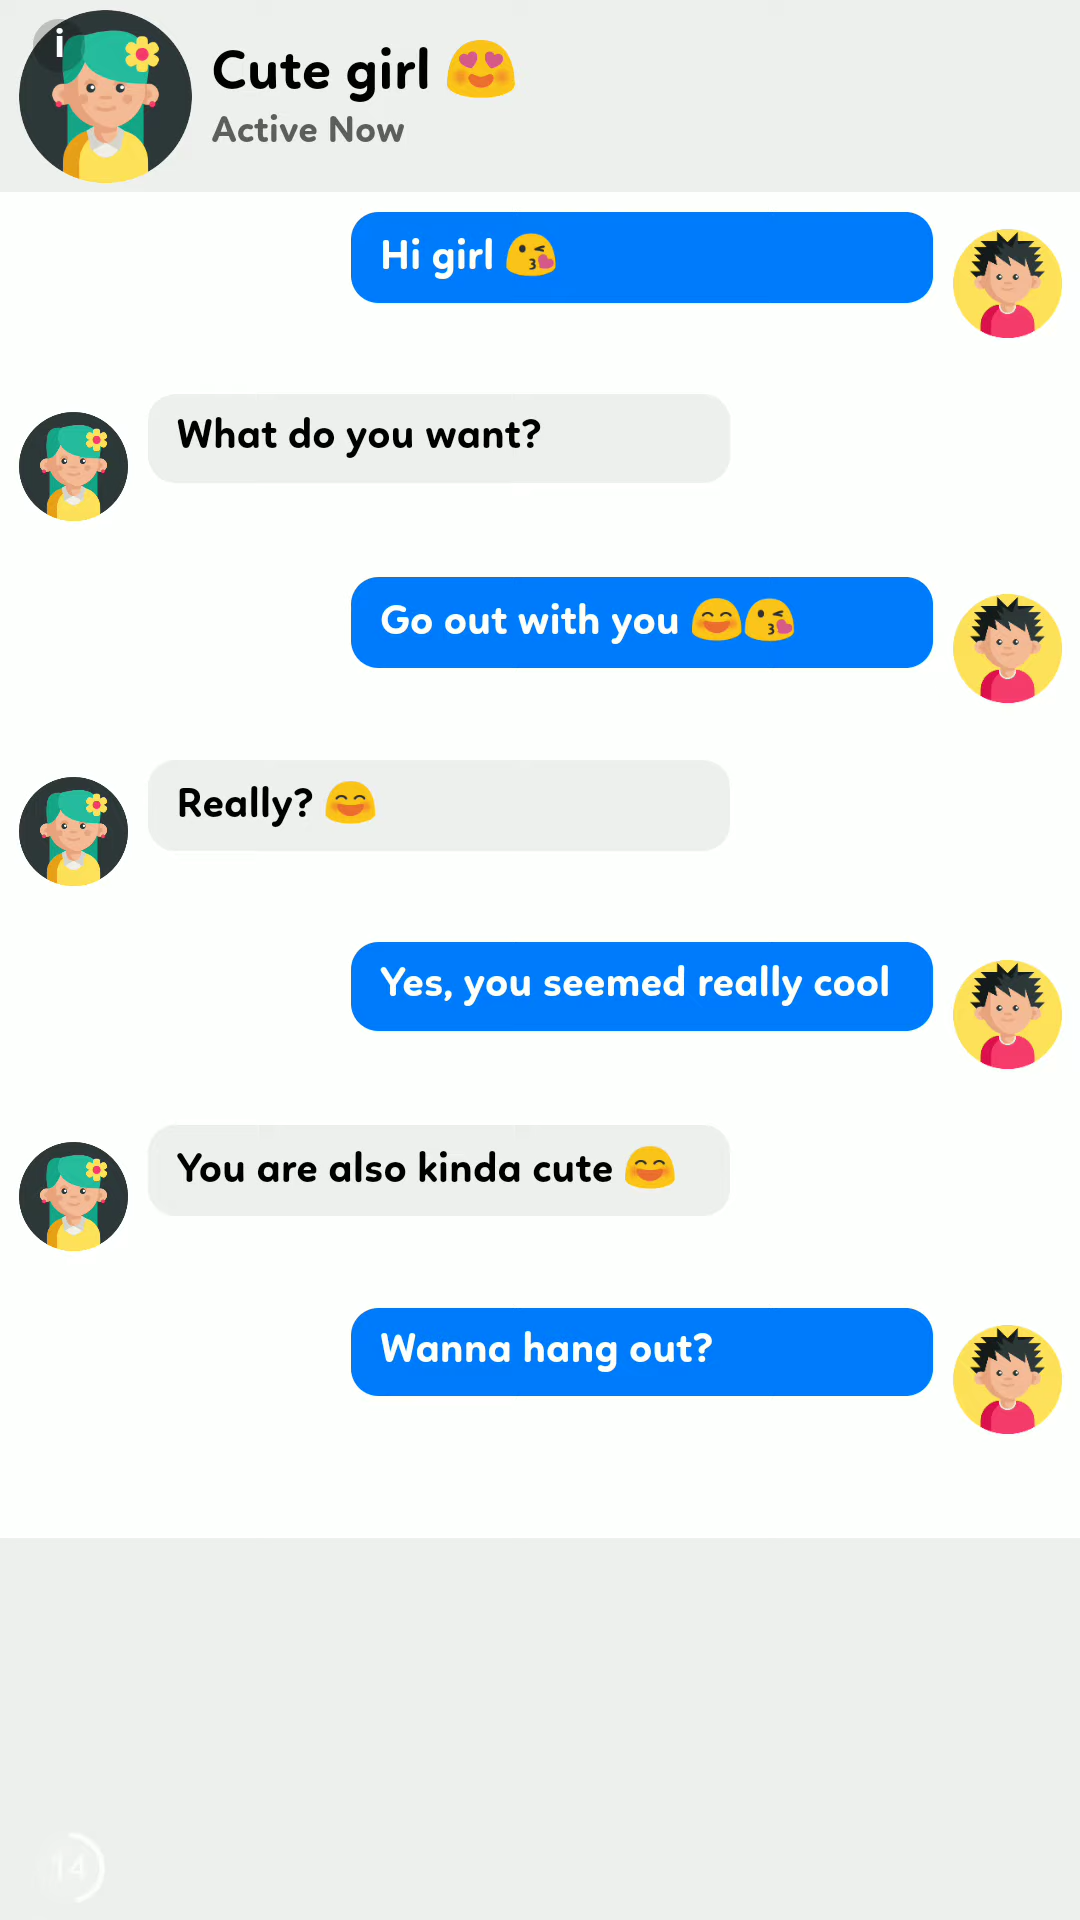 i
Cute girl 😍
Active Now
Hi girl 😘
What do you want?
Go out with you 😄😘
Really? 😄
Yes, you seemed really cool
You are also kinda cute 😄
Wanna hang out?
14